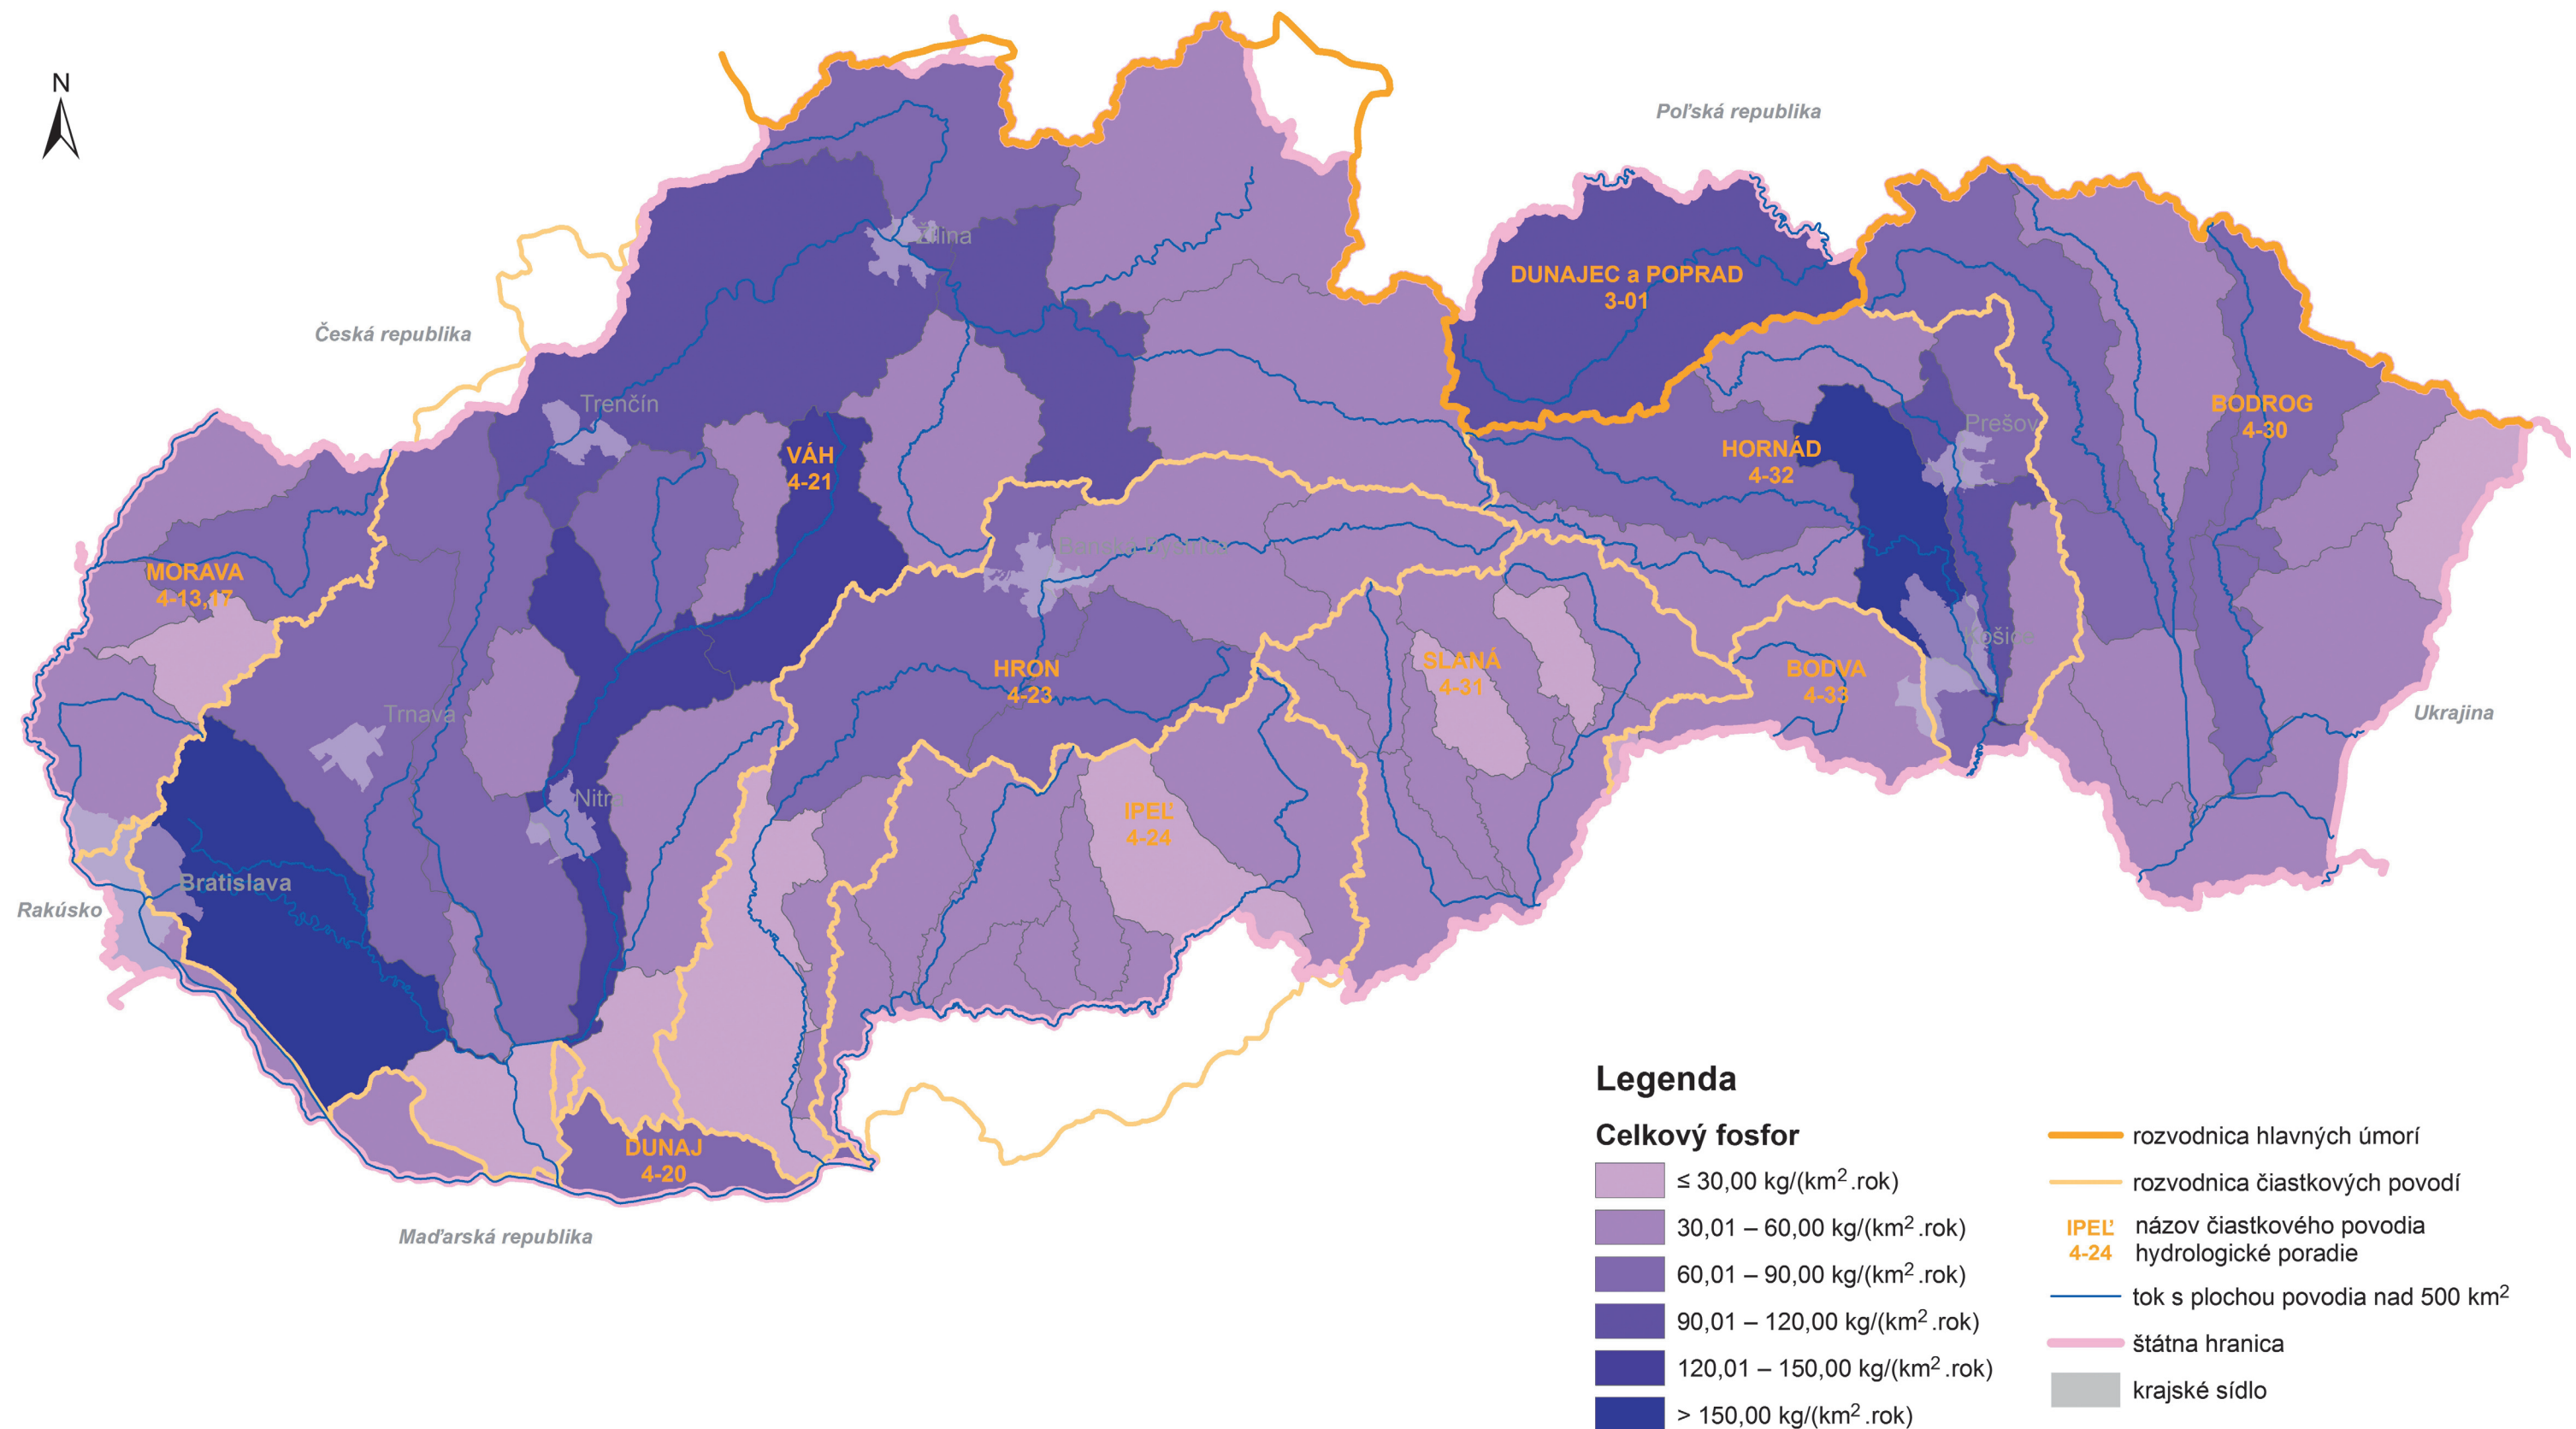 N
Poľská republika
Žilina
DUNAJEC a POPRAD
3-01
Česká republika
Trenčín
BODROG
4-30
Prešov
VÁH
4-21
HORNÁD
4-32
Banská Bystrica
MORAVA
4-13,17
Košice
HRON
4-23
SLANÁ
4-31
BODVA
4-33
Trnava
Ukrajina
Nitra
IPEĽ
4-24
Bratislava
Rakúsko
DUNAJ
4-20
Maďarská republika
Legenda
Celkový fosfor
≤ 30,00 kg/(km².rok)
30,01 – 60,00 kg/(km².rok)
60,01 – 90,00 kg/(km².rok)
90,01 – 120,00 kg/(km².rok)
120,01 – 150,00 kg/(km².rok)
> 150,00 kg/(km².rok)
rozvodnica hlavných úmorí
rozvodnica čiastkových povodí
IPEĽ názov čiastkového povodia
4-24 hydrologické poradie
tok s plochou povodia nad 500 km²
štátna hranica
krajské sídlo